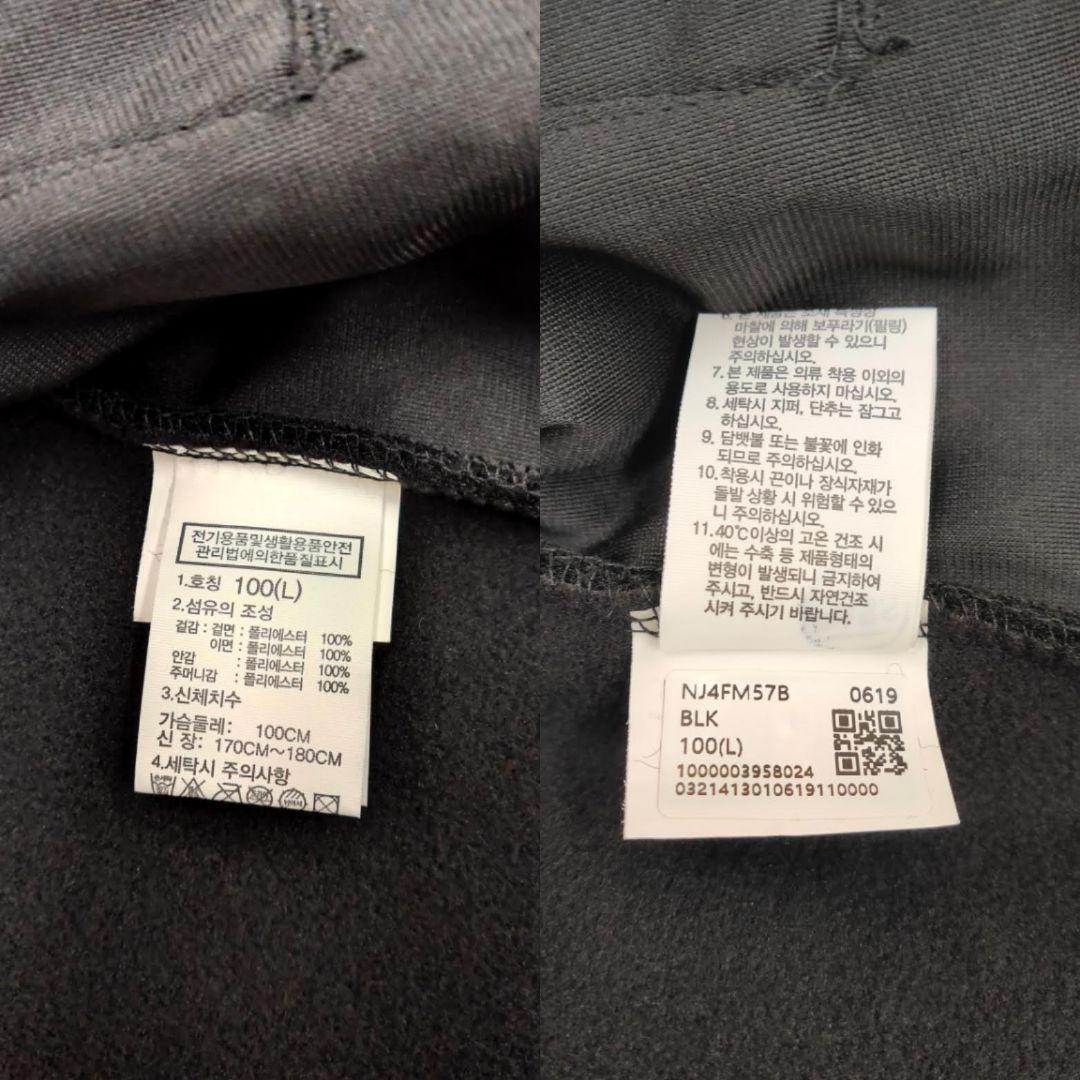 전기용품및생활용품안전
관리법에의한품질표시
1.호칭 100(L)
2.섬유의 조성
겉감 : 겉면 : 폴리에스터 100%
이면 : 폴리에스터 100%
안감 : 폴리에스터 100%
주머니감 : 폴리에스터 100%
3.신체치수
가슴둘레: 100CM
신 장: 170CM~180CM
4.세탁시 주의사항
마찰에 의해 보푸라기(필링)
현상이 발생할 수 있으니
주의하십시오.
7.본 제품은 의류 착용 이외의
용도로 사용하지 마십시오.
8.세탁시 지퍼, 단추는 잠그고
하십시오.
9. 담뱃불 또는 불꽃에 인화
되므로 주의하십시오.
10.착용시 끈이나 장식자재가
돌발 상황 시 위험할 수 있으
니 주의하십시오.
11.40℃이상의 고온 건조 시
에는 수축 등 제품형태의
변형이 발생되니 금지하여
주시고, 반드시 자연건조
시켜 주시기 바랍니다.
NJ4FM57B 0619
BLK
100(L)
1000003958024
0321413010619110000